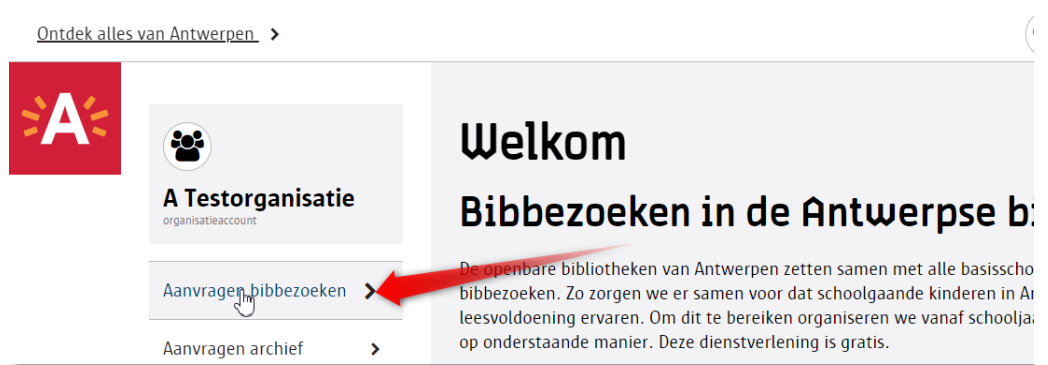 Ontdek alles van Antwerpen
A
A Testorganisatie
organisatieaccount
Aanvragen bibbezoeken
Aanvragen archief
Welkom
Bibbezoeken in de Antwerpse
De openbare bibliotheken van Antwerpen zetten samen met alle
bibbezoeken. Zo zorgen we er samen voor dat schoolgaande kinderen in
leesvoldoening ervaren. Om dit te bereiken organiseren we vanaf
op onderstaande manier. Deze dienstverlening is gratis.